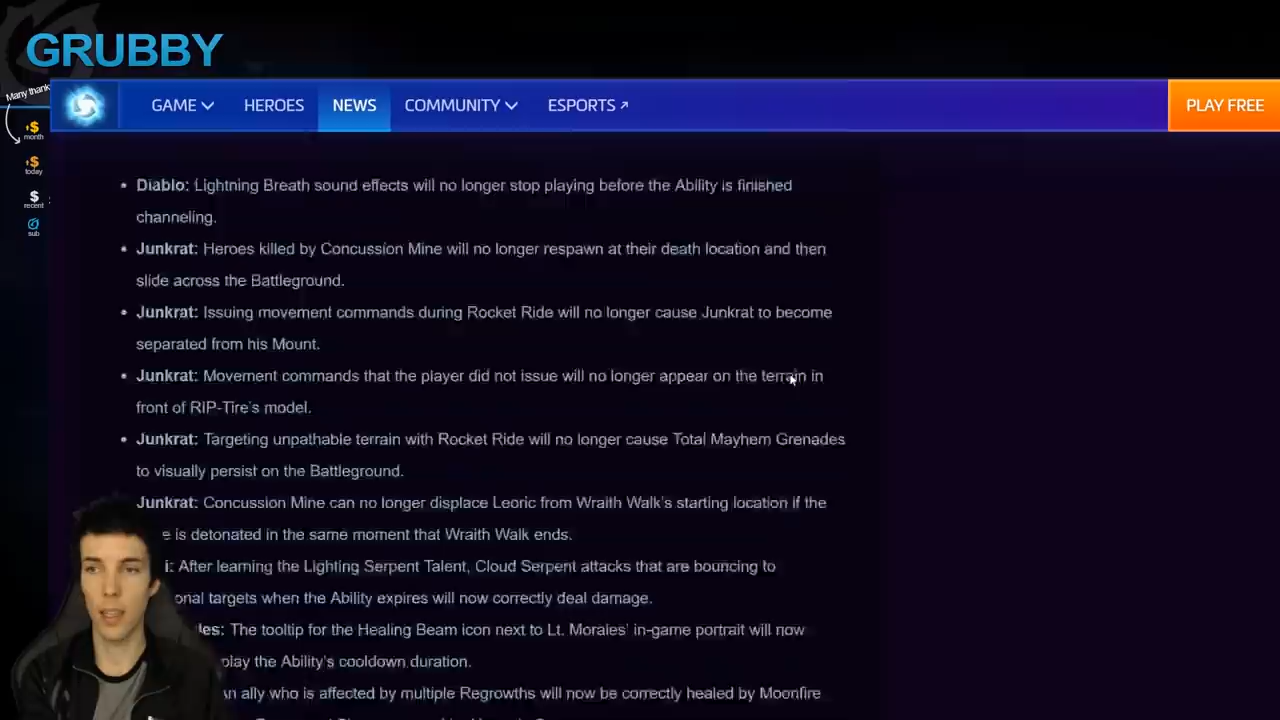 GRUBBY
Many thank
GAME HEROES NEWS COMMUNITY ESPORTS PLAY FREE
+$
month
+$
today
$
recent
sub
• Diablo: Lightning Breath sound effects will no longer stop playing before the Ability is finished
channeling.
• Junkrat: Heroes killed by Concussion Mine will no longer respawn at their death location and then
slide across the Battleground.
• Junkrat: Issuing movement commands during Rocket Ride will no longer cause Junkrat to become
separated from his Mount.
• Junkrat: Movement commands that the player did not issue will no longer appear on the terrain in
front of RIP-Tire's model.
• Junkrat: Targeting unpathable terrain with Rocket Ride will no longer cause Total Mayhem Grenades
to visually persist on the Battleground.
Junkrat: Concussion Mine can no longer displace Leoric from Wraith Walk's starting location if the
e is detonated in the same moment that Wraith Walk ends.
i: After learning the Lighting Serpent Talent, Cloud Serpent attacks that are bouncing to
onal targets when the Ability expires will now correctly deal damage.
les: The tooltip for the Healing Beam icon next to Lt. Morales' in-game portrait will now
play the Ability's cooldown duration.
An ally who is affected by multiple Regrowths will now be correctly healed by Moonfire